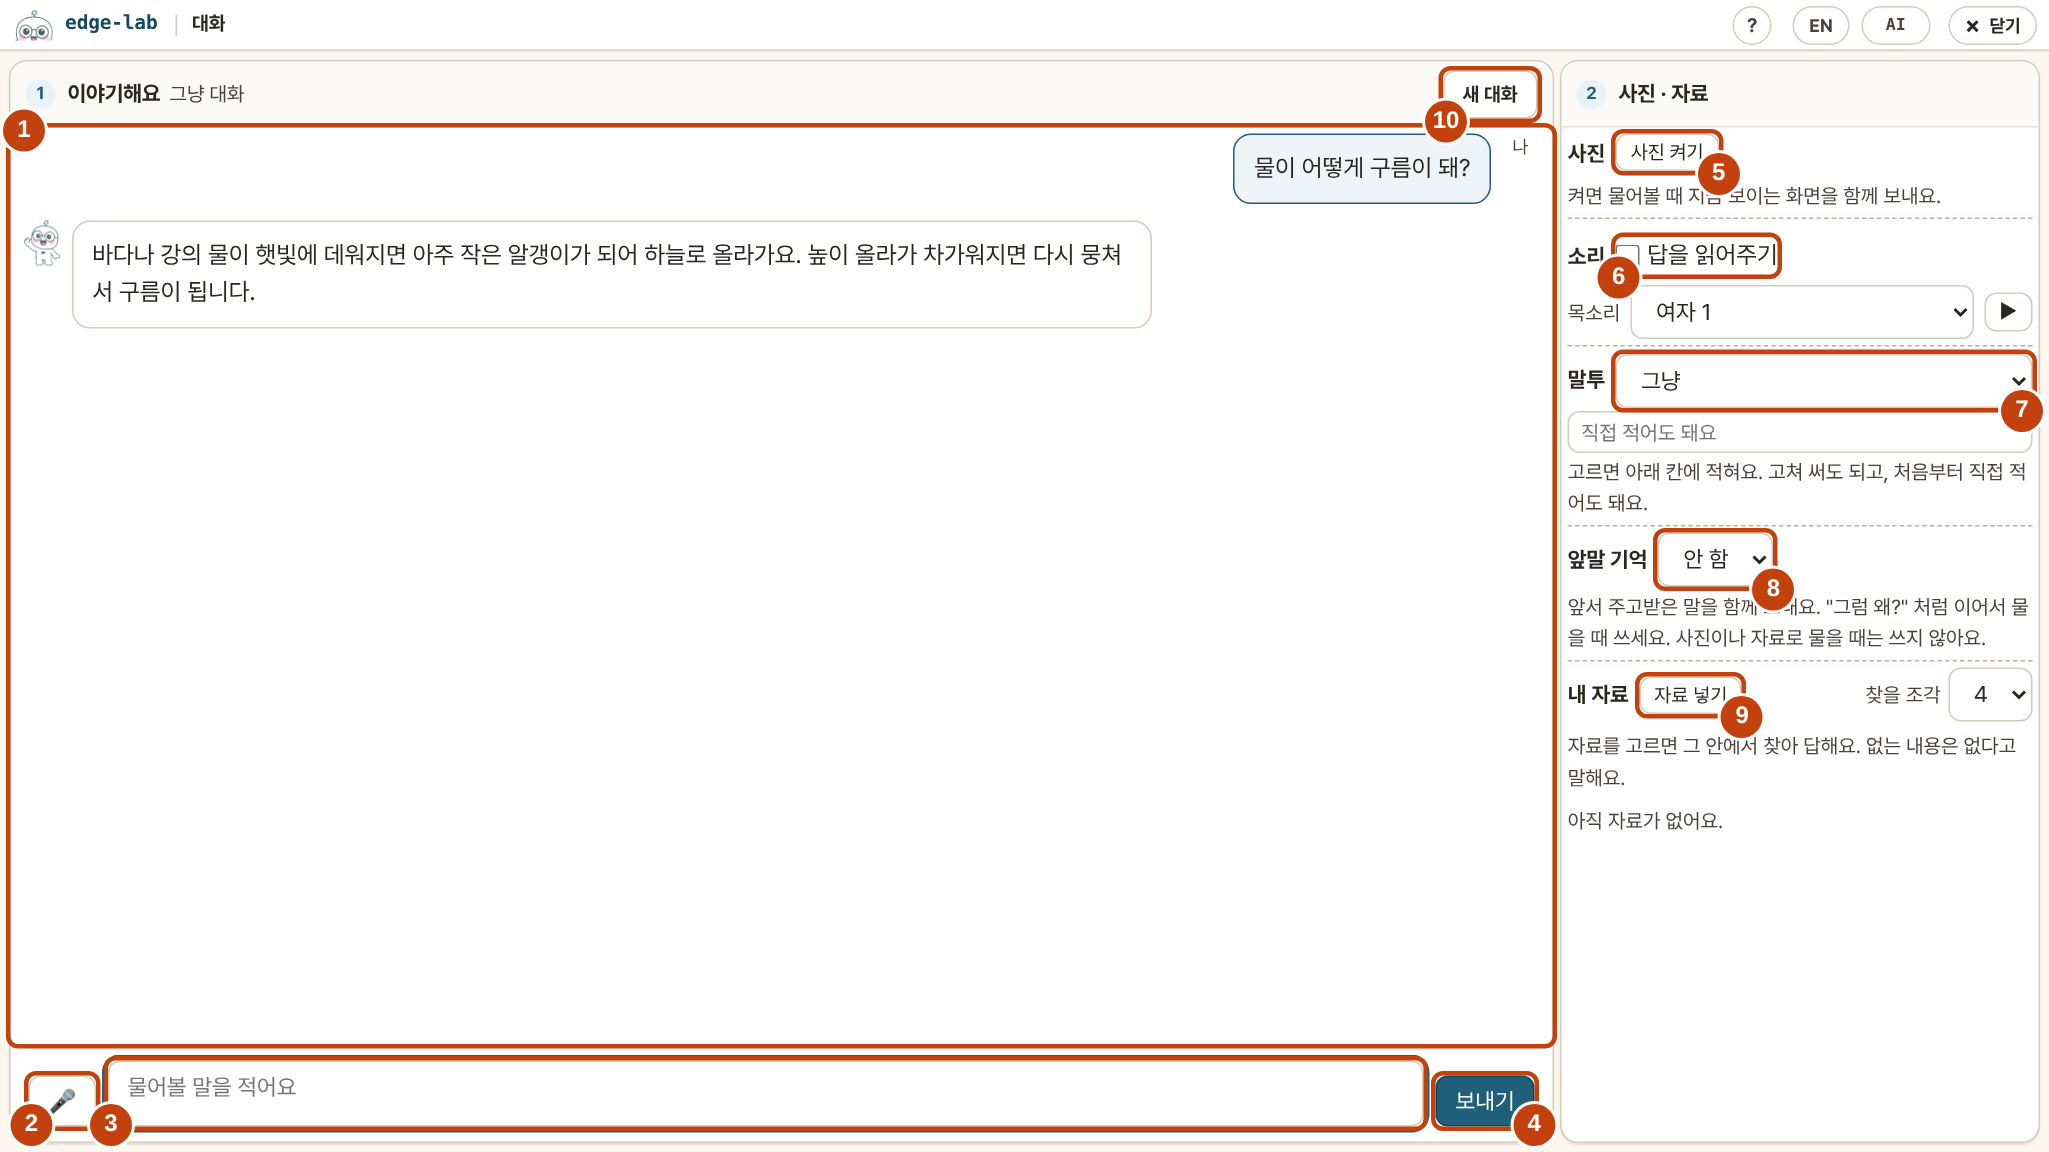 edge-lab
대화
?
EN
AI
× 닫기
1 이야기해요 그냥 대화
새 대화
10
1
물이 어떻게 구름이 돼?
나
바다나 강의 물이 햇빛에 데워지면 아주 작은 알갱이가 되어 하늘로 올라가요. 높이 올라가 차가워지면 다시 뭉쳐
서 구름이 됩니다.
2
물어볼 말을 적어요
3
보내기
4
2 사진 · 자료
사진 사진 켜기
5
켜면 물어볼 때 보이는 화면을 함께 보내요.
소리 답을 읽어주기
6
목소리 여자 1
말투 그냥
7
직접 적어도 돼요
고르면 아래 칸에 적혀요. 고쳐 써도 되고, 처음부터 직접 적
어도 돼요.
앞말 기억 안 함
8
앞서 주고받은 말을 함께 "그럼 왜?" 처럼 이어서 물
을 때 쓰세요. 사진이나 자료로 물을 때는 쓰지 않아요.
내 자료 자료 넣기
9
찾을 조각 4
자료를 고르면 그 안에서 찾아 답해요. 없는 내용은 없다고
말해요.
아직 자료가 없어요.